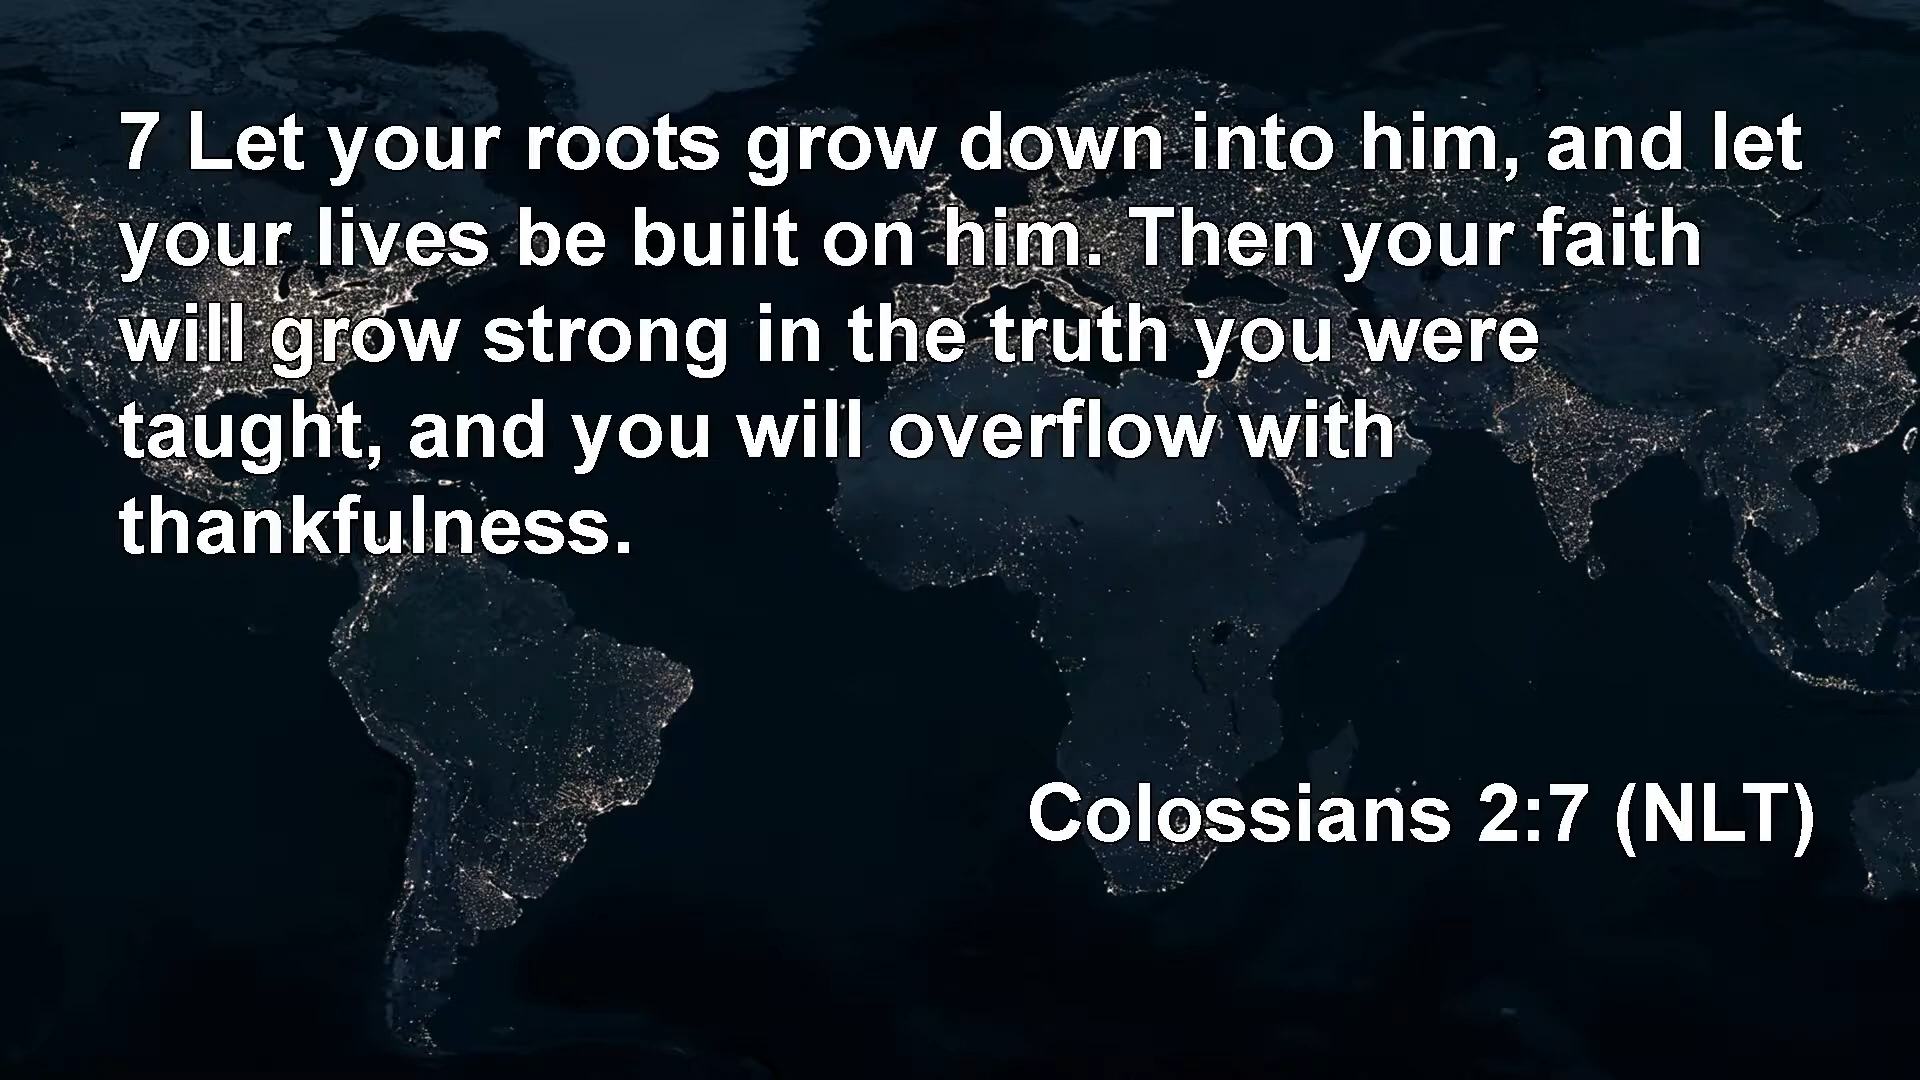 7 Let your roots grow down into him, and let
your lives be built on him. Then your faith
will grow strong in the truth you were
taught, and you will overflow with
thankfulness.
Colossians 2:7 (NLT)